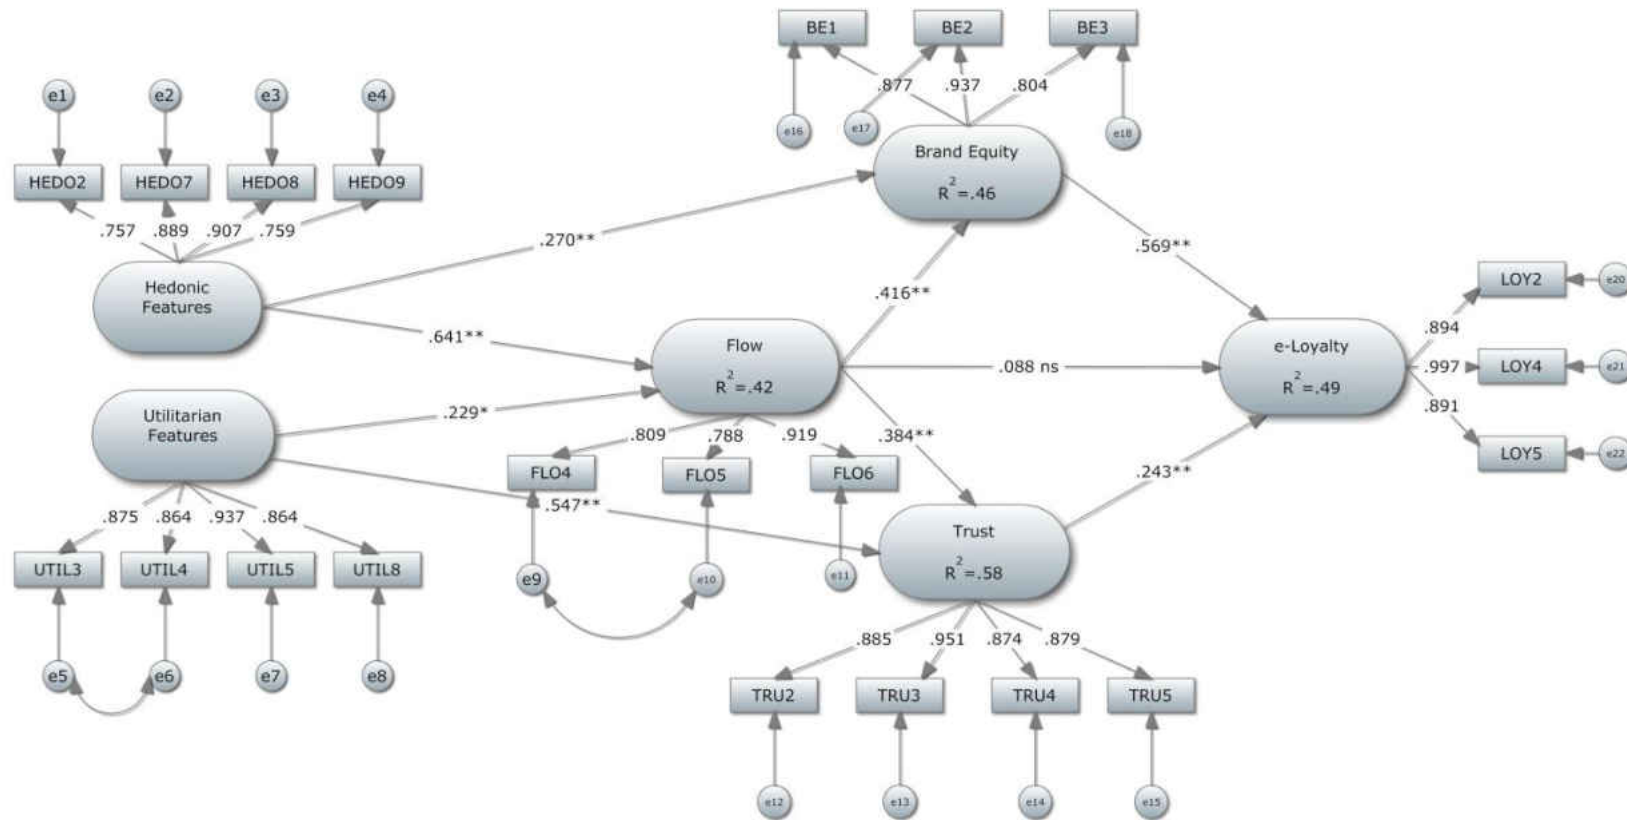 BE1 BE2 BE3
e1 e2 e3 e4
.877 .937 .804
e16 e17 e18
Brand Equity
R²=.46
HEDO2 HEDO7 HEDO8 HEDO9
.757 .889 .907 .759
.270**
.569**
Hedonic
Features
.416**
LOY2 e20
.641**
Flow
R²=.42
.088 ns
e-Loyalty
R²=.49
.894
.997
LOY4 e21
.891
Utilitarian
Features
.229*
.809 .788 .919
.384**
LOY5 e22
FLO4 FLO5 FLO6
.243**
.547**
.875 .864 .937 .864
Trust
R²=.58
UTIL3 UTIL4 UTIL5 UTIL8
e9 e10 e11
.885 .951 .874 .879
e5 e6 e7 e8
TRU2 TRU3 TRU4 TRU5
e12 e13 e14 e15